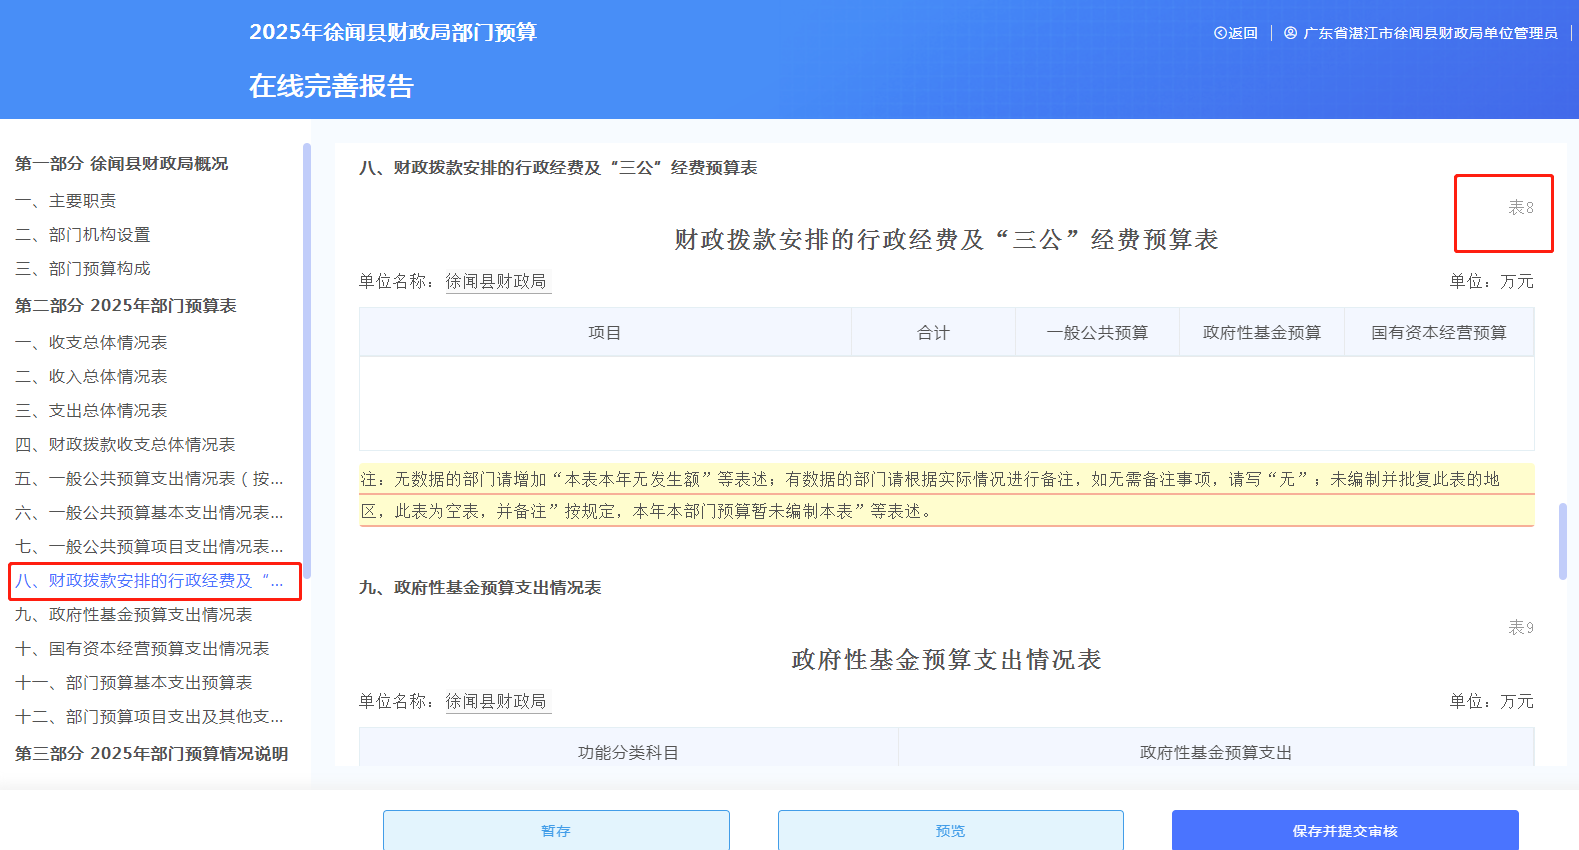 2025年徐闻县财政局部门预算
返回
广东省湛江市徐闻县财政局单位管理员
在线完善报告
第一部分 徐闻县财政局概况
一、主要职责
二、部门机构设置
三、部门预算构成
第二部分 2025年部门预算表
一、收支总体情况表
二、收入总体情况表
三、支出总体情况表
四、财政拨款收支总体情况表
五、一般公共预算支出情况表（按...
六、一般公共预算基本支出情况表...
七、一般公共预算项目支出情况表...
八、财政拨款安排的行政经费及“...
九、政府性基金预算支出情况表
十、国有资本经营预算支出情况表
十一、部门预算基本支出预算表
十二、部门预算项目支出及其他支...
第三部分 2025年部门预算情况说明
八、财政拨款安排的行政经费及“三公”经费预算表
表8
财政拨款安排的行政经费及“三公”经费预算表
单位名称：徐闻县财政局
单位：万元
项目 合计 一般公共预算 政府性基金预算 国有资本经营预算
注：无数据的部门请增加“本表本年无发生额”等表述；有数据的部门请根据实际情况进行备注，如无需备注事项，请写“无”；未编制并批复此表的地
区，此表为空表，并备注”按规定，本年本部门预算暂未编制本表”等表述。
九、政府性基金预算支出情况表
表9
政府性基金预算支出情况表
单位名称：徐闻县财政局
单位：万元
功能分类科目 政府性基金预算支出
暂存
预览
保存并提交审核